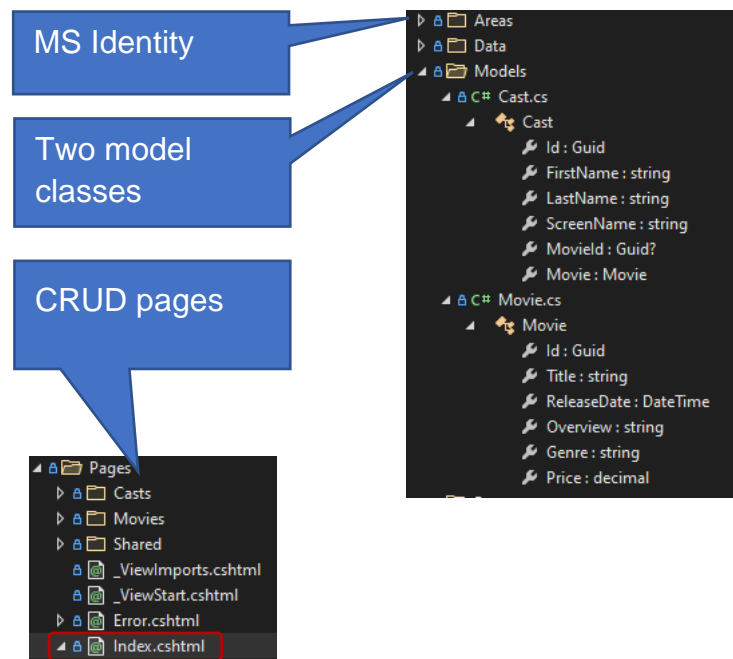 MS Identity
Two model
classes
CRUD pages
Areas
Data
Models
C# Cast.cs
Cast
Id : Guid
FirstName : string
LastName : string
ScreenName : string
MovieId : Guid?
Movie : Movie
C# Movie.cs
Movie
Id : Guid
Title : string
ReleaseDate : DateTime
Overview : string
Genre : string
Price : decimal
Pages
Casts
Movies
Shared
_ViewImports.cshtml
_ViewStart.cshtml
Error.cshtml
Index.cshtml